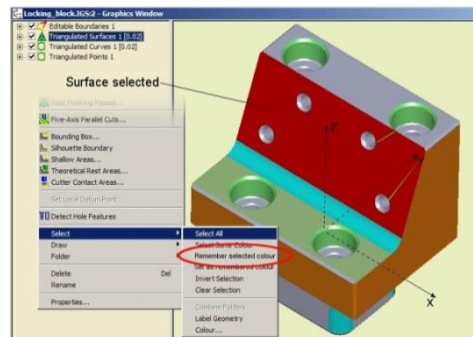 Locking_block.IGS:2 - Graphics Window
Editable Boundaries 1
Triangulated Surfaces 1 [0.02]
Triangulated Curves 1 [0.02]
Triangulated Points 1
Surface selected
Five-Axis Parallel Cuts...
Bounding Box...
Silhouette Boundary
Shallow Areas...
Theoretical Rest Areas...
Cutter Contact Areas...
Set Local Datum Point
Detect Hole Features
Select
Draw
Folder
Delete Del
Rename
Properties...
Select All
Select Same Colour
Remember selected colour
Set as remembered colour
Invert Selection
Clear Selection
Combine Folders
Label Geometry
Colour...
Z
X